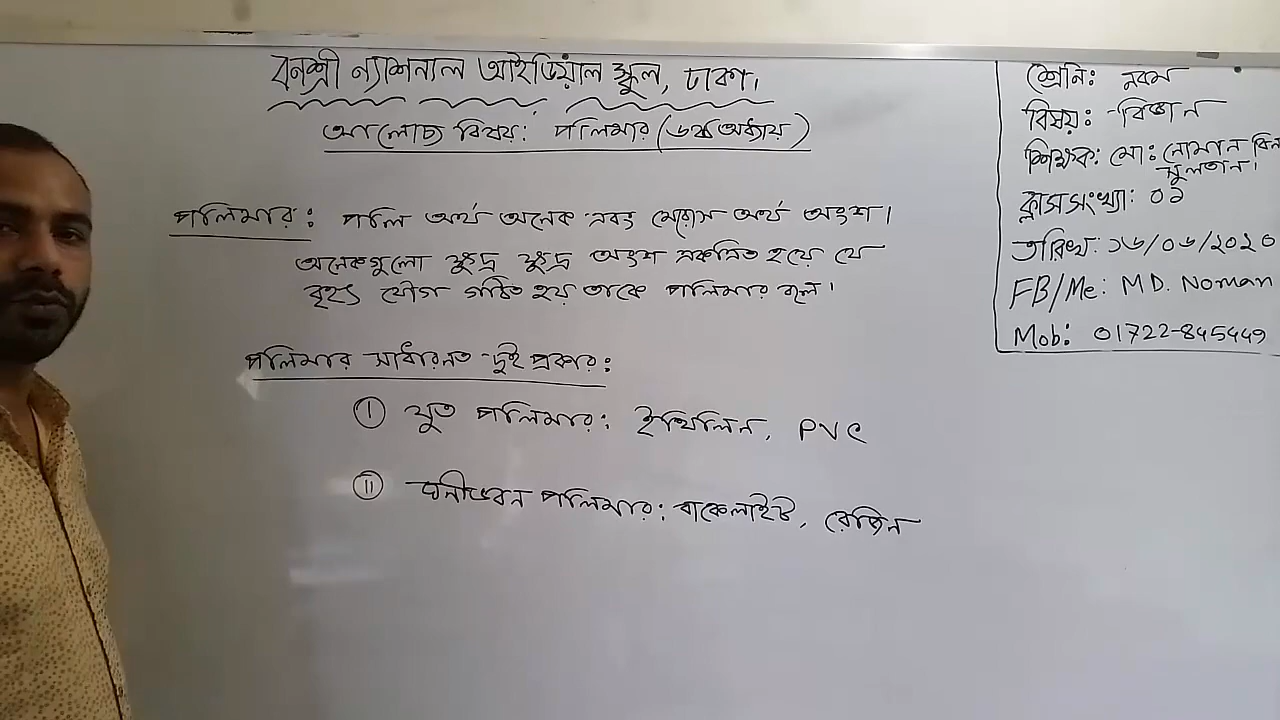 বনশ্রী ন্যাশনাল আইডিয়াল স্কুল, ঢাকা।
আলোচ্য বিষয়: পলিমার (৬ষ্ঠ অধ্যায়)
পলিমার: পলি অর্থ অনেক এবং মেরোস অর্থ অংশ।
অনেকগুলো ক্ষুদ্র ক্ষুদ্র অংশ একত্রিত হয়ে যে
বৃহৎ যৌগ গঠিত হয় তাকে পলিমার বলে।
পলিমার সাধারনত দুই প্রকার:
I যুত পলিমার: ইথিলিন, PVC
II ঘনীভবন পলিমার: বাকেলাইট, রেজিন
শ্রেনি: নবম
বিষয়: বিজ্ঞান
শিক্ষক: মো: নোমান বিন
সুলতান।
ক্লাস সংখ্যা: ০১
তারিখ: ১৬/০৬/২০২০
FB/Me: MD. Noman
Mob: 01722-845449